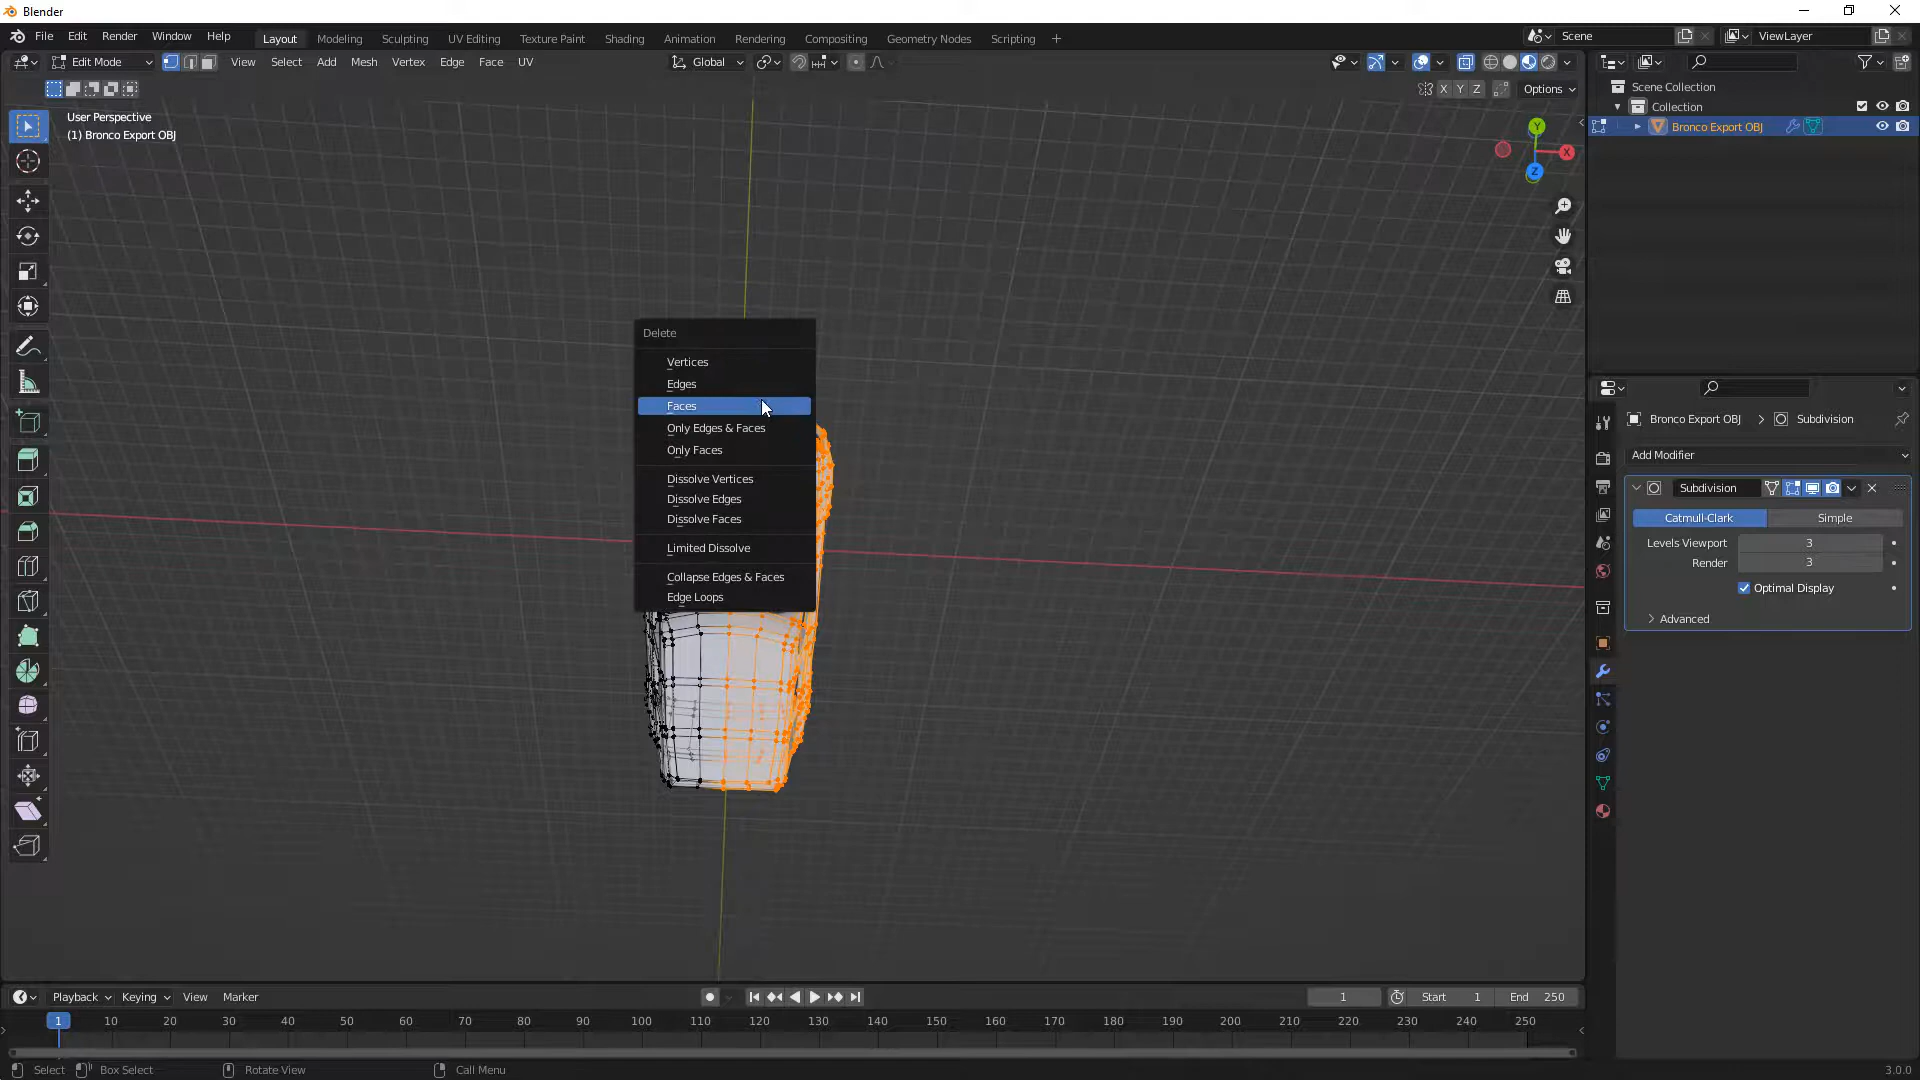 Blender
File Edit Render Window Help
Layout Modeling Sculpting UV Editing Texture Paint Shading Animation Rendering Compositing Geometry Nodes Scripting +
Scene
ViewLayer
Edit Mode
View Select Add Mesh Vertex Edge Face UV
Global
X Y Z
Options
User Perspective
(1) Bronco Export OBJ
Y
X
Z
Scene Collection
Collection
Bronco Export OBJ
Delete
Vertices
Edges
Faces
Only Edges & Faces
Only Faces
Dissolve Vertices
Dissolve Edges
Dissolve Faces
Limited Dissolve
Collapse Edges & Faces
Edge Loops
Bronco Export OBJ > Subdivision
Add Modifier
Subdivision
Catmull-Clark Simple
Levels Viewport 3
Render 3
Optimal Display
Advanced
Playback Keying View Marker
1 Start 1 End 250
1 10 20 30 40 50 60 70 80 90 100 110 120 130 140 150 160 170 180 190 200 210 220 230 240 250
Select Box Select Rotate View Call Menu 3.0.0